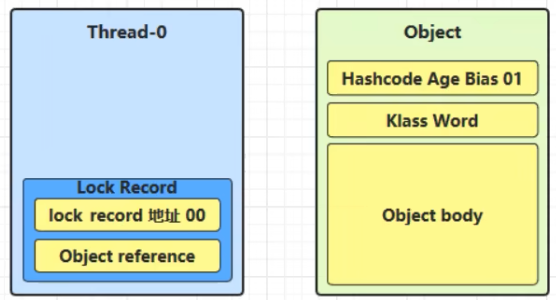 Thread-0
Lock Record
lock record 地址 00
Object reference
Object
Hashcode Age Bias 01
Klass Word
Object body